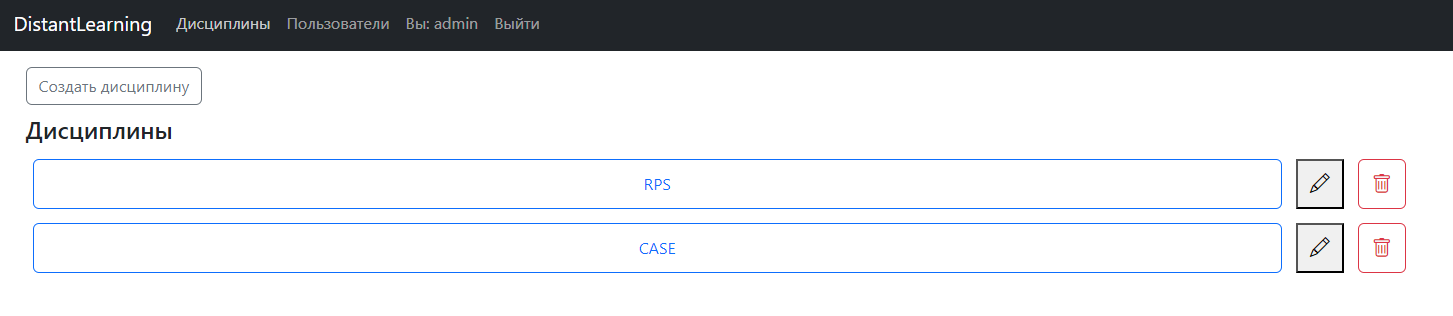 DistantLearning Дисциплины Пользователи Вы: admin Выйти
Создать дисциплину
Дисциплины
RPS
CASE